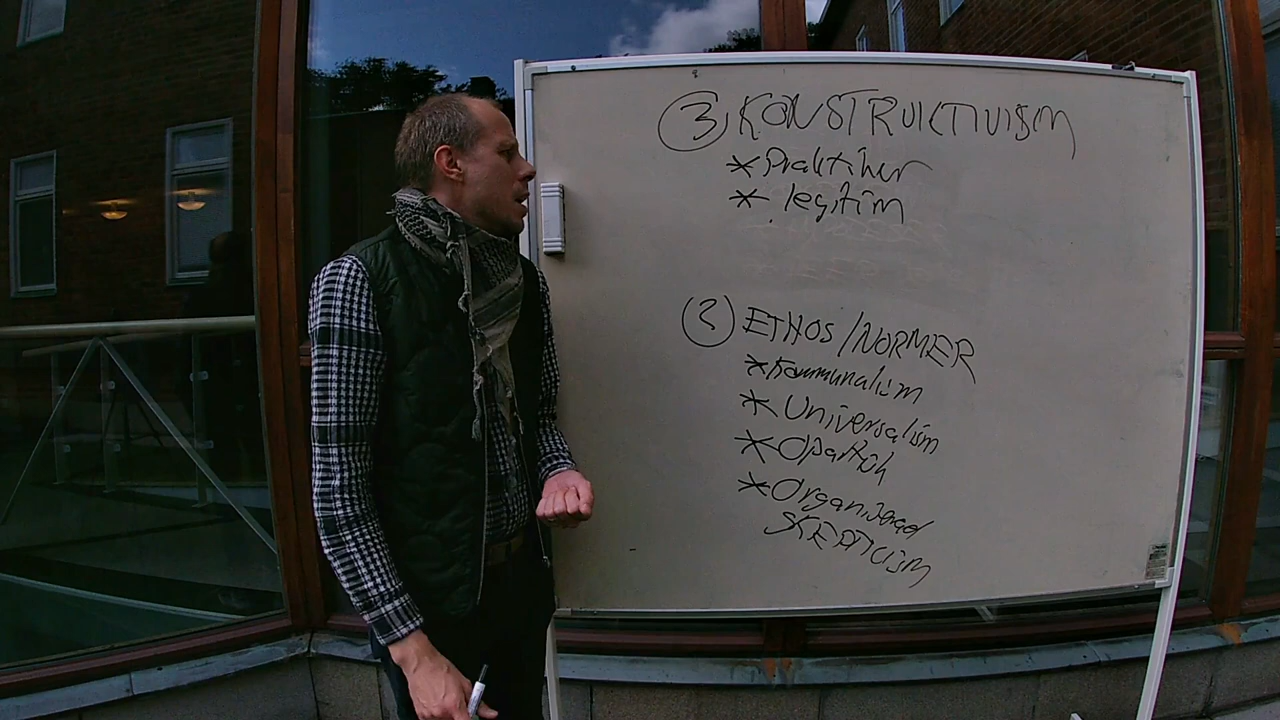 3 KONSTRUKTIVISM
* Praktiker
* legitim
2 ETHOS/NORMER
* Kommunalism
* Universalism
* Opartisk
* Organiserad
SKEPTICISM